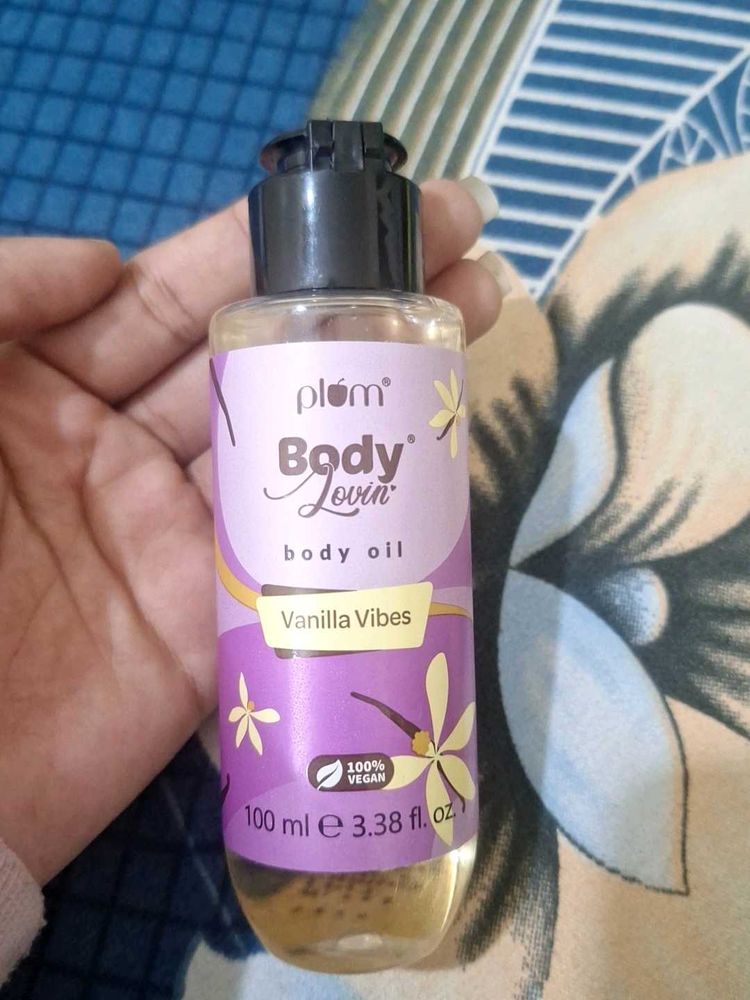 plum®
Body®
Lovin'
body oil
Vanilla Vibes
100%
VEGAN
100 ml ℮ 3.38 fl. oz.